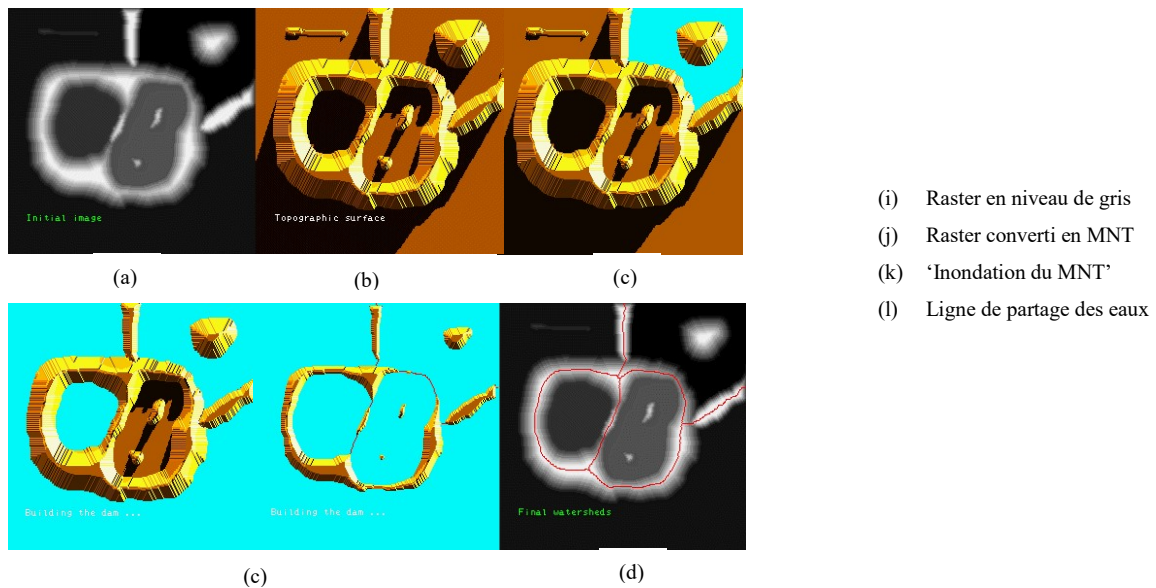 Initial image
Topographic surface
(a)
(b)
(c)
(i) Raster en niveau de gris
(j) Raster converti en MNT
(k) ‘Inondation du MNT’
(l) Ligne de partage des eaux
Building the dam ...
Building the dam ...
Final watersheds
(c)
(d)